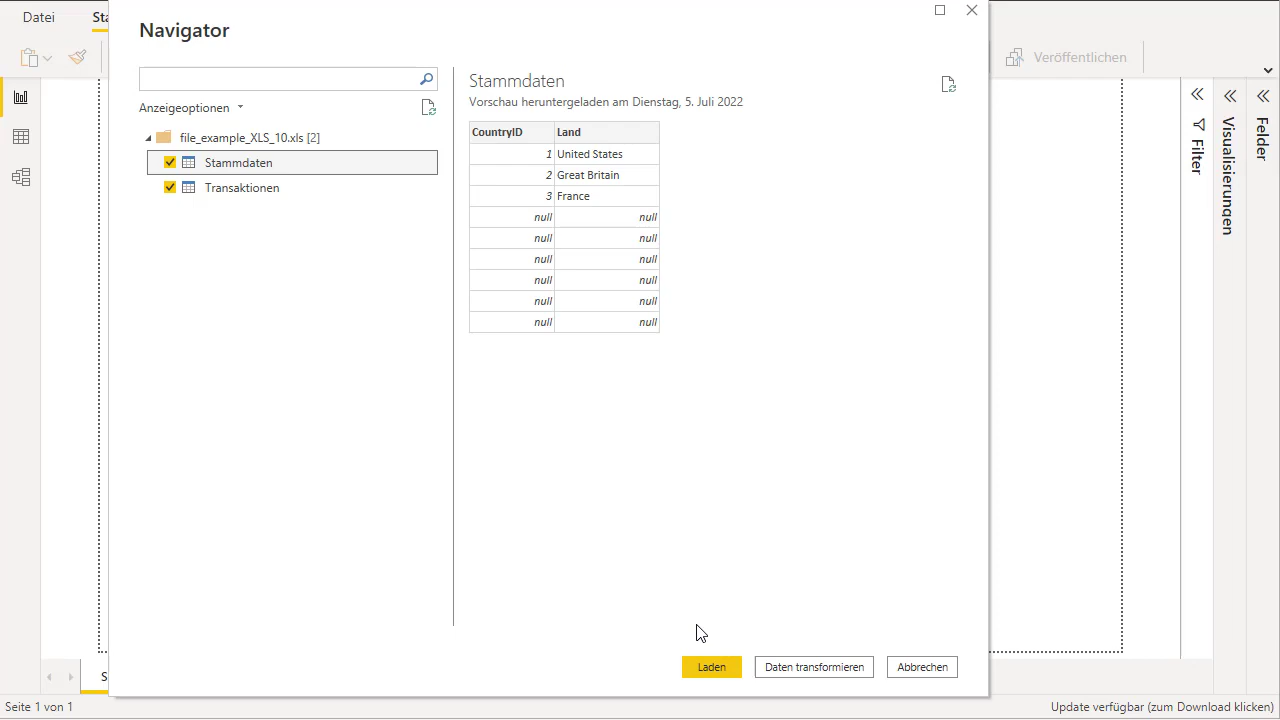 Datei
Navigator
Veröffentlichen
Anzeigeoptionen
file_example_XLS_10.xls [2]
Stammdaten
Transaktionen
Stammdaten
Vorschau heruntergeladen am Dienstag, 5. Juli 2022
CountryID Land
1 United States
2 Great Britain
3 France
null null
null null
null null
null null
null null
null null
Filter
Visualisierungen
Felder
Laden
Daten transformieren
Abbrechen
Seite 1 von 1
Update verfügbar (zum Download klicken)